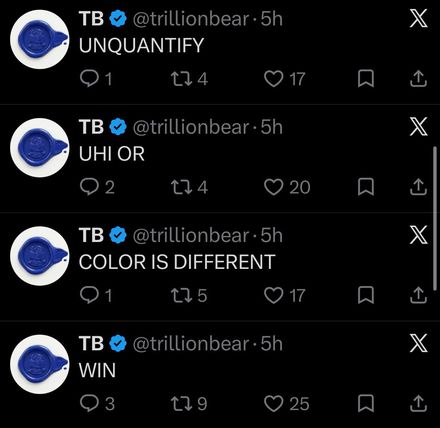 TB @trillionbear · 5h
UNQUANTIFY
1 4 17
TB @trillionbear · 5h
UHI OR
2 4 20
TB @trillionbear · 5h
COLOR IS DIFFERENT
1 5 17
TB @trillionbear · 5h
WIN
3 9 25